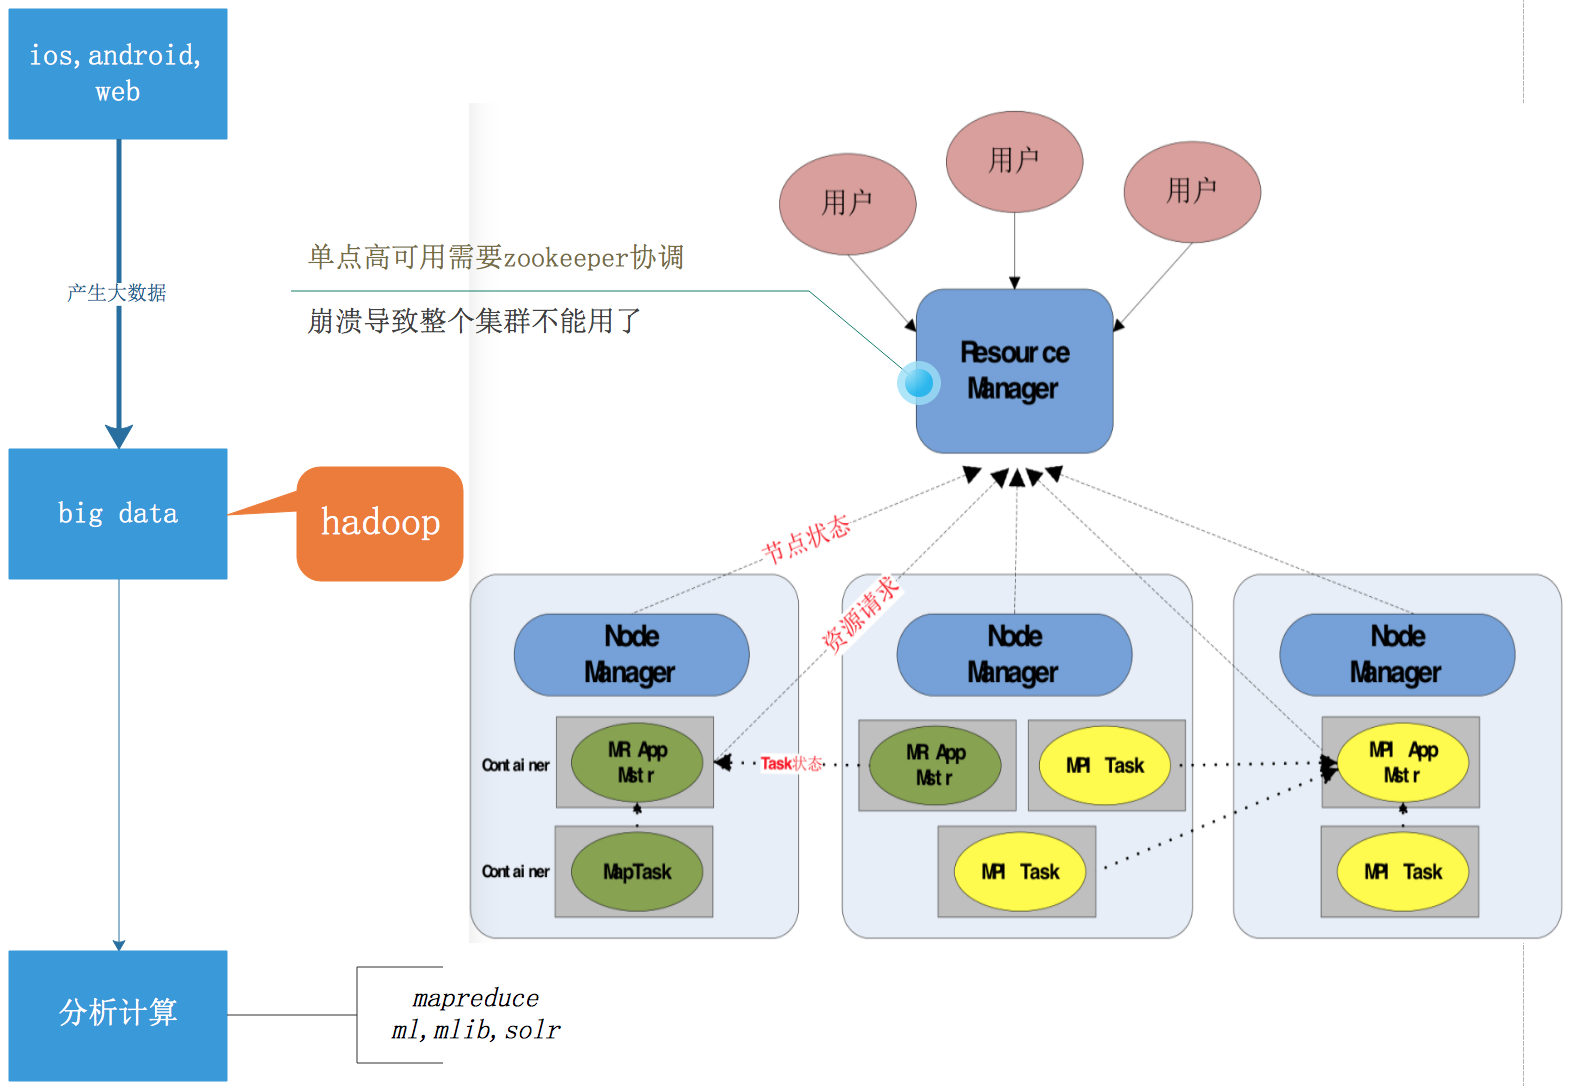 ios,android,
web
产生大数据
big data
hadoop
分析计算
mapreduce
ml,mlib,solr
单点高可用需要zookeeper协调
崩溃导致整个集群不能用了
用户
用户
用户
Resource
Manager
节点状态
资源请求
Node
Manager
Node
Manager
Node
Manager
Container
MR App
Mstr
Task状态
MR App
Mstr
MPI Task
MPI App
Mstr
Container
MapTask
MPI Task
MPI Task